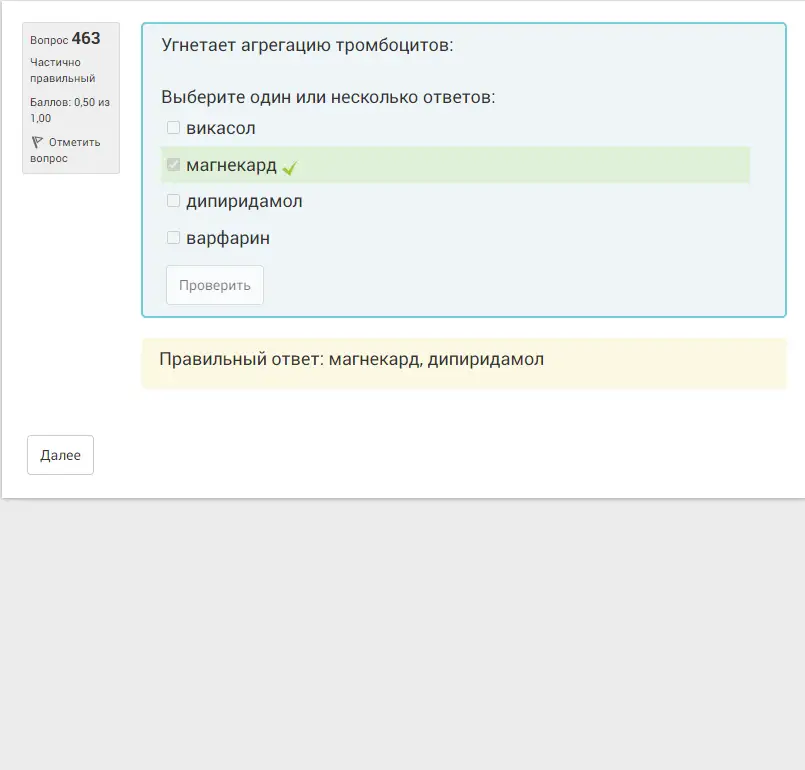 Вопрос 463
Частично
правильный
Баллов: 0,50 из
1,00
Отметить
вопрос
Угнетает агрегацию тромбоцитов:
Выберите один или несколько ответов:
викасол
магнекард
дипиридамол
варфарин
Проверить
Правильный ответ: магнекард, дипиридамол
Далее